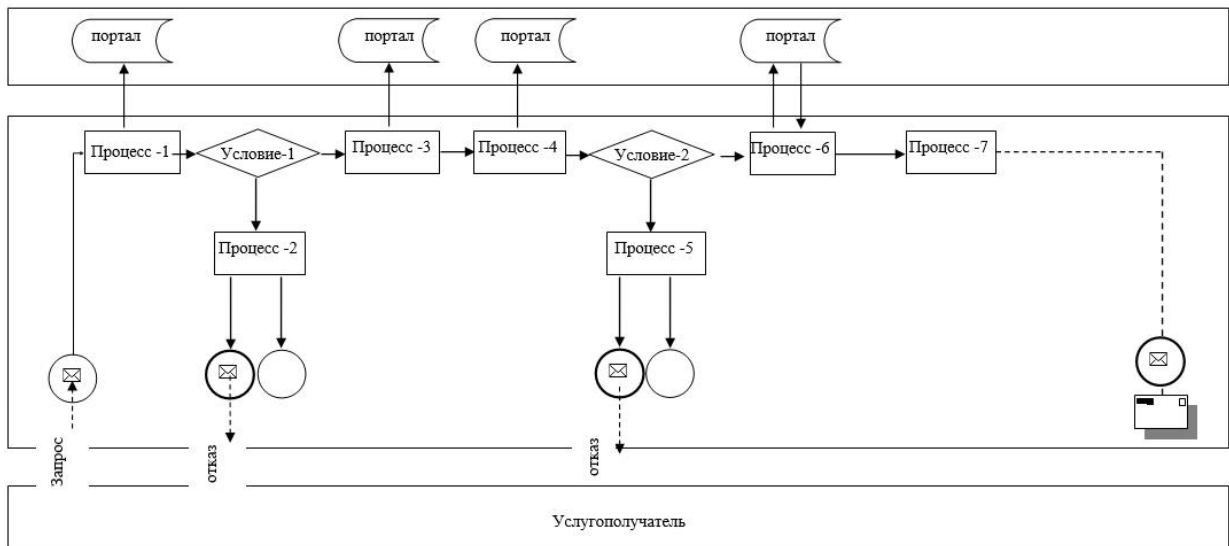 портал
портал
портал
портал
Процесс -1
Условие-1
Процесс -3
Процесс -4
Условие-2
Процесс -6
Процесс -7
Процесс -2
Процесс -5
Запрос
отказ
отказ
Услугополучатель